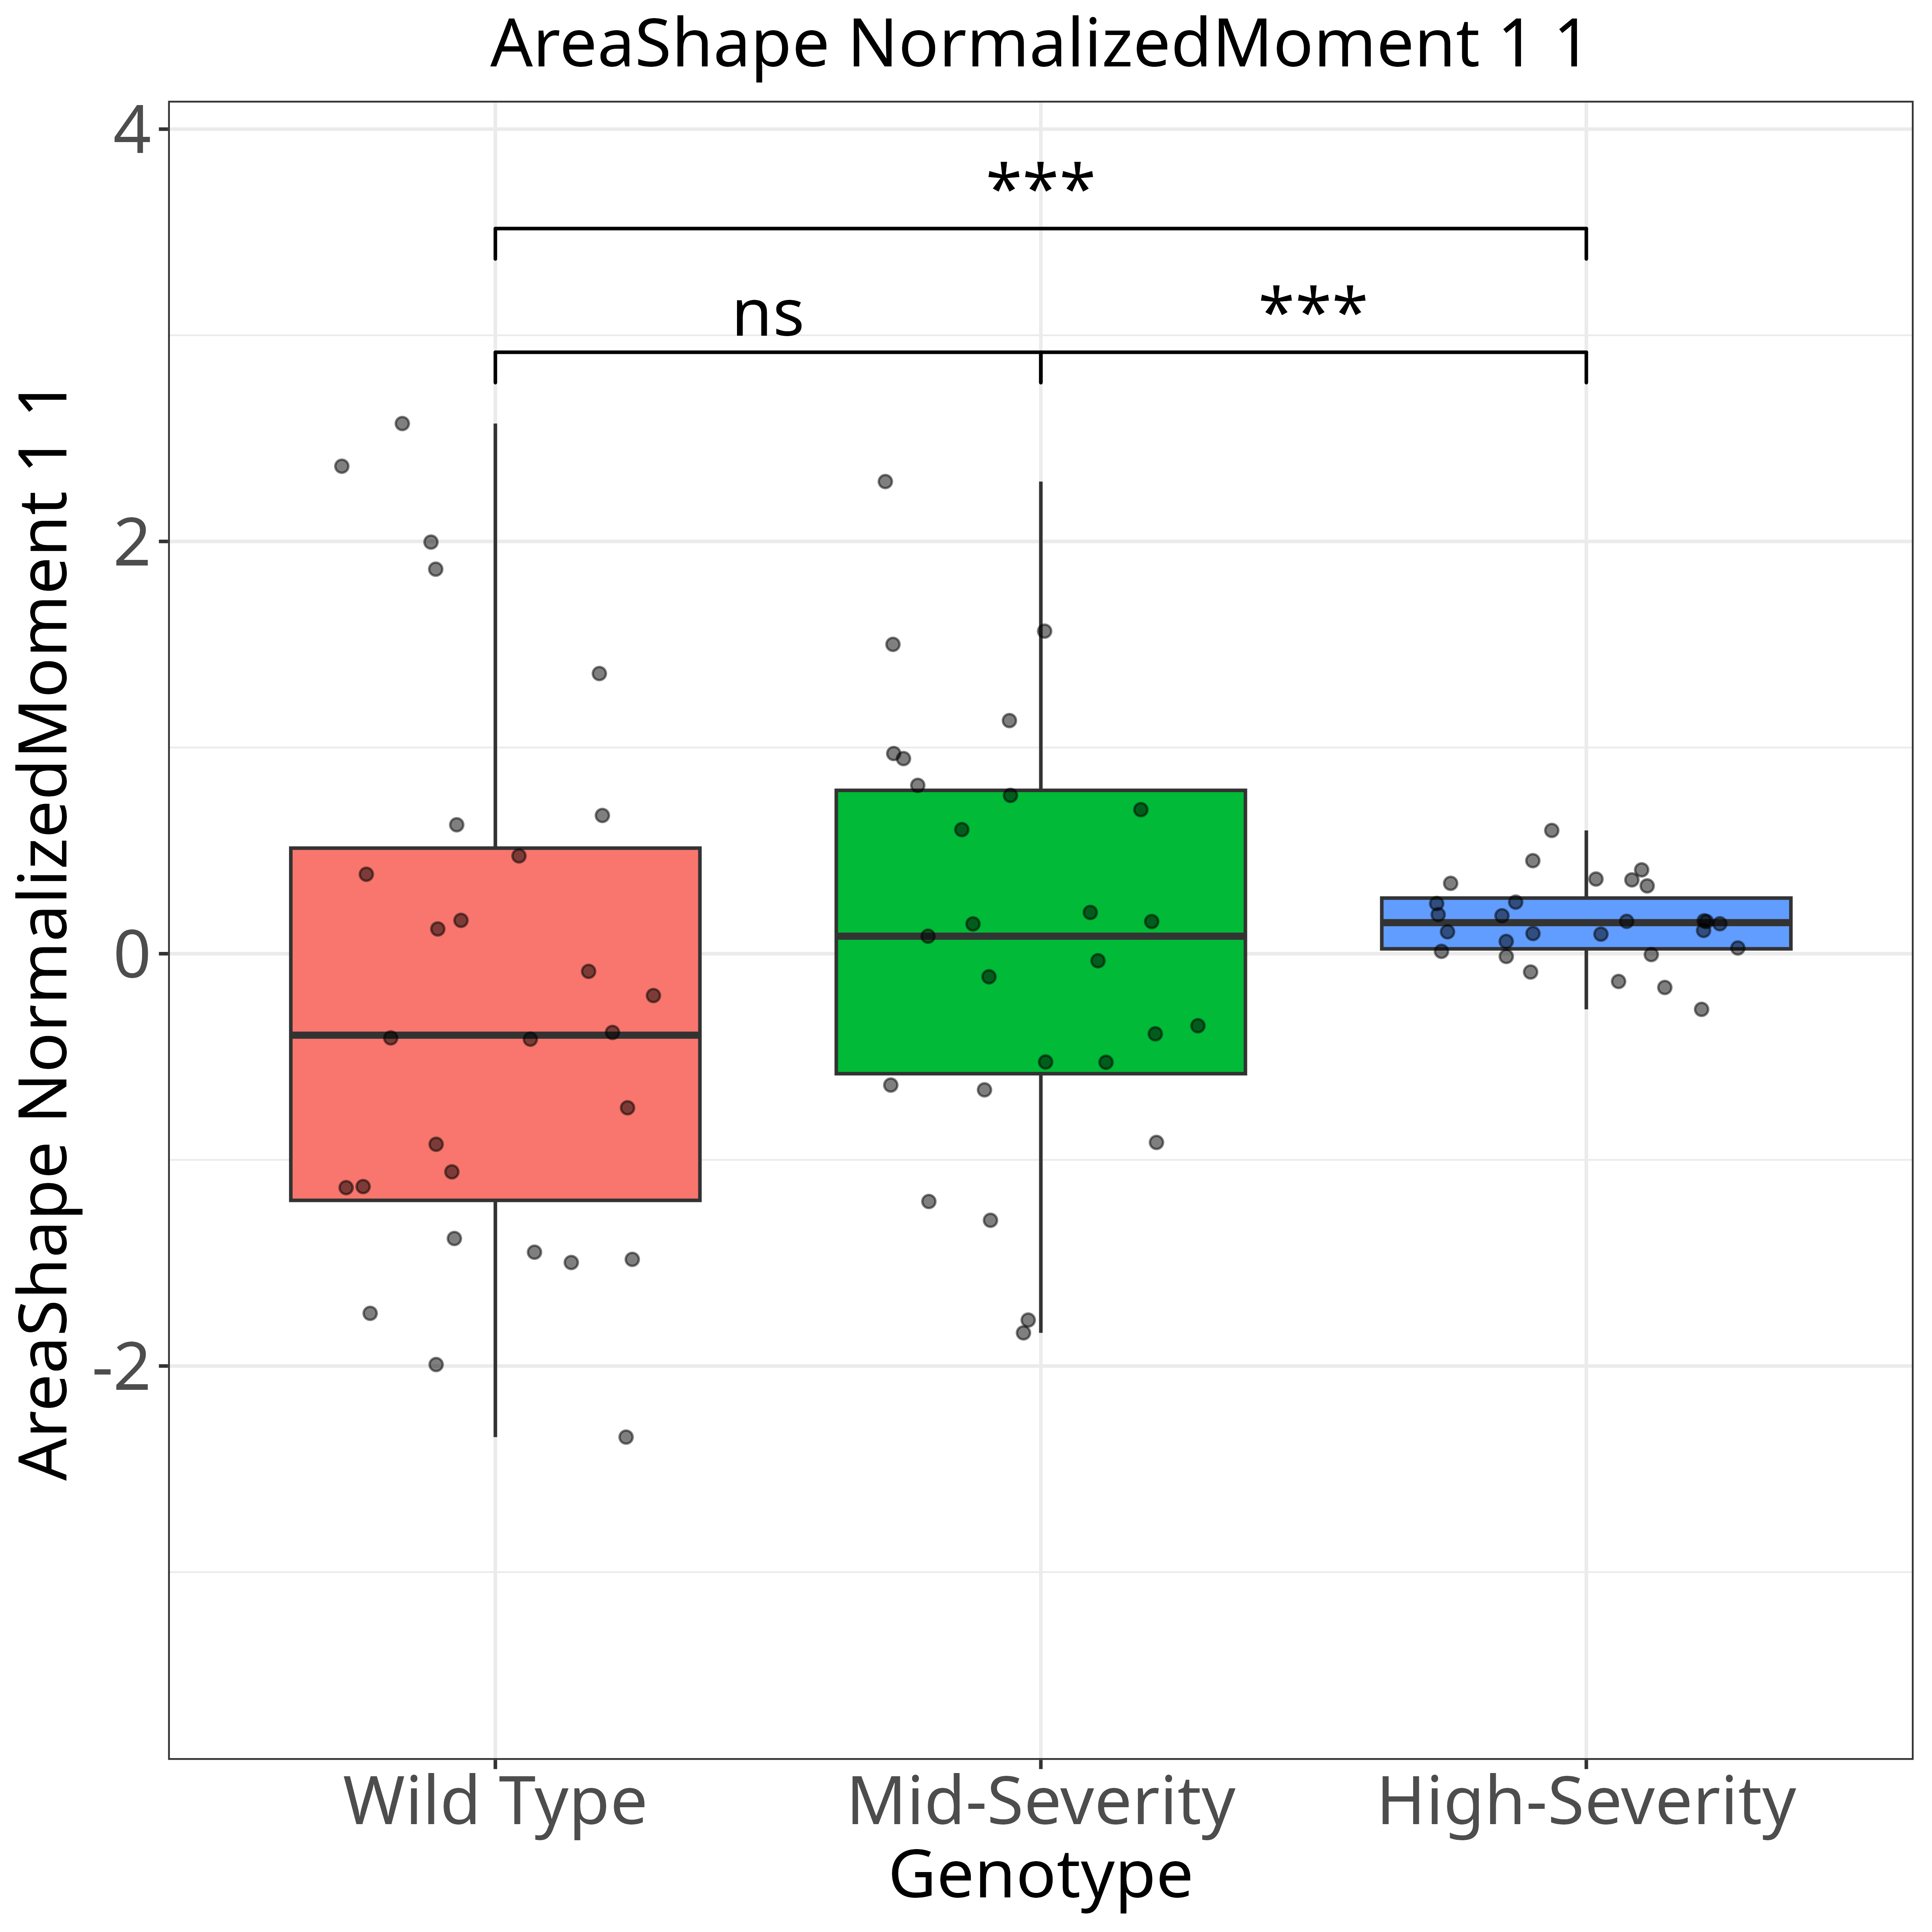 AreaShape NormalizedMoment 1 1
AreaShape NormalizedMoment 1 1
4
2
0
-2
***
ns
***
Wild Type
Mid-Severity
High-Severity
Genotype